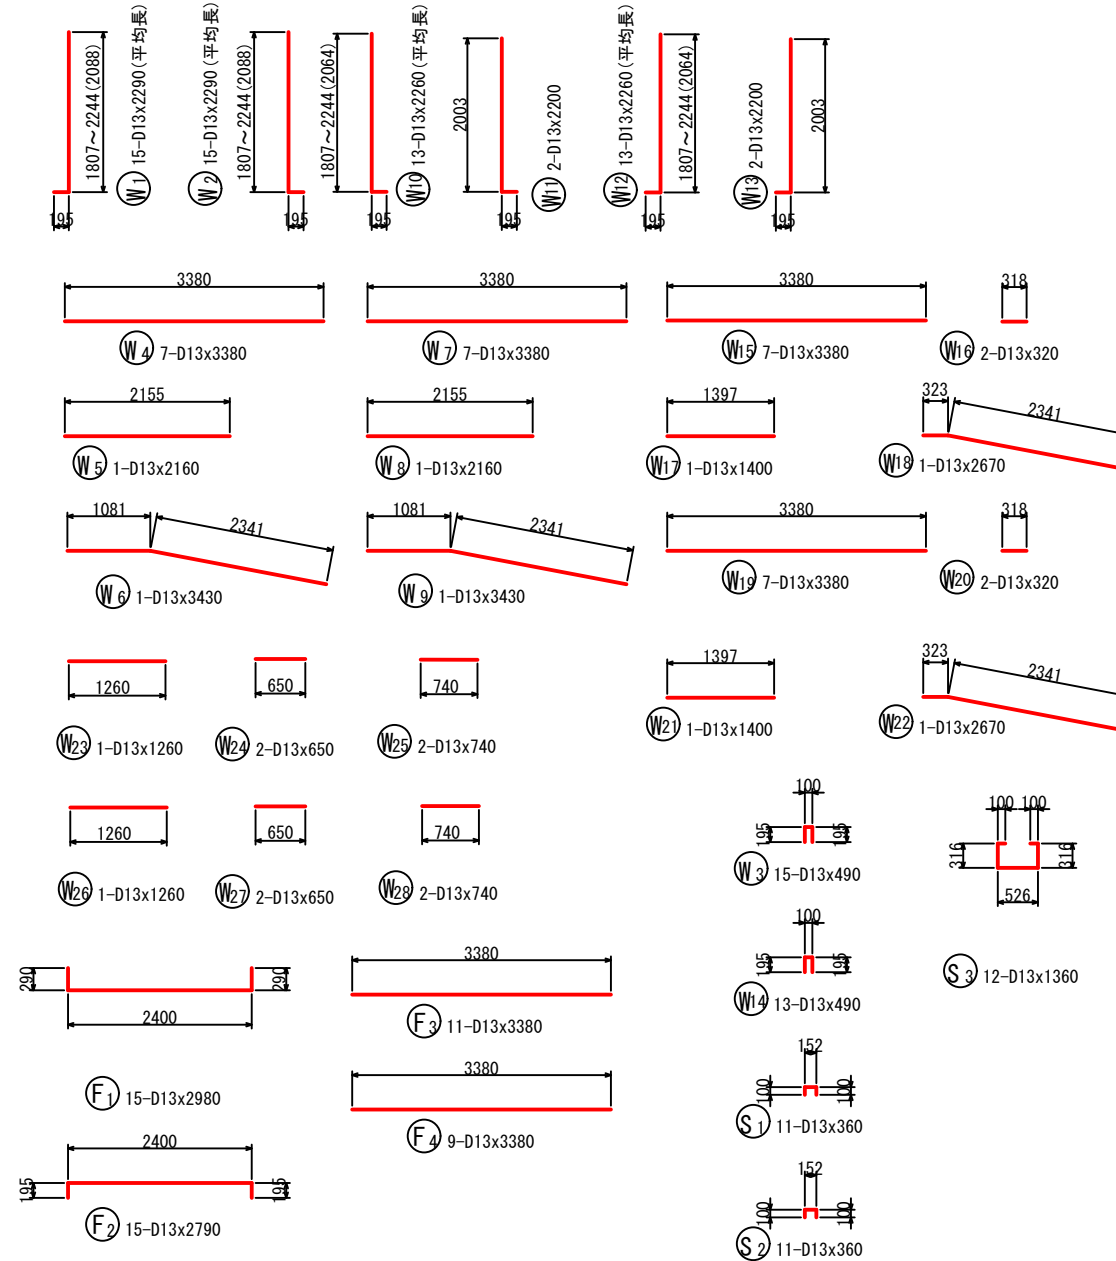 1807～2244(2088)
195
W1 15-D13x2290(平均長)
W2 15-D13x2290(平均長)
1807～2244(2088)
195
1807～2244(2064)
195
W10 13-D13x2260(平均長)
2003
195
W11 2-D13x2200
W12 13-D13x2260(平均長)
1807～2244(2064)
195
W13 2-D13x2200
2003
195
3380
W4 7-D13x3380
3380
W7 7-D13x3380
3380
W15 7-D13x3380
318
W16 2-D13x320
2155
W5 1-D13x2160
2155
W8 1-D13x2160
1397
W17 1-D13x1400
323
2341
W18 1-D13x2670
1081
2341
W6 1-D13x3430
1081
2341
W9 1-D13x3430
3380
W19 7-D13x3380
318
W20 2-D13x320
1260
W23 1-D13x1260
650
W24 2-D13x650
740
W25 2-D13x740
1397
W21 1-D13x1400
323
2341
W22 1-D13x2670
1260
W26 1-D13x1260
650
W27 2-D13x650
740
W28 2-D13x740
100
195
195
W3 15-D13x490
100
100
316
316
526
S3 12-D13x1360
100
195
195
W14 13-D13x490
290
290
2400
F1 15-D13x2980
3380
F3 11-D13x3380
3380
F4 9-D13x3380
152
100
100
S1 11-D13x360
2400
195
195
F2 15-D13x2790
152
100
100
S2 11-D13x360